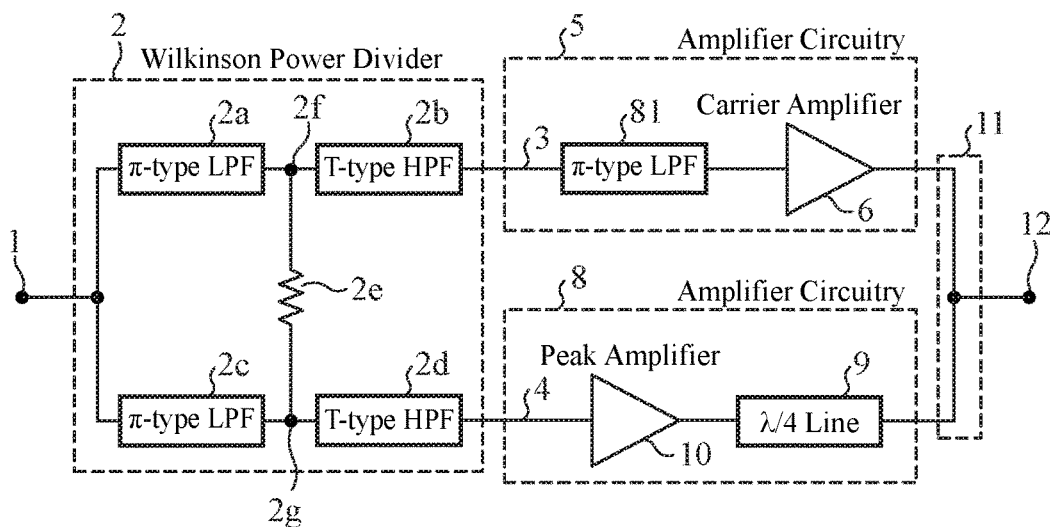 2
Wilkinson Power Divider
5
Amplifier Circuitry
2a
2f
2b
81
Carrier Amplifier
11
π-type LPF
T-type HPF
3
π-type LPF
6
1
12
2e
8
Amplifier Circuitry
Peak Amplifier
2c
2d
4
9
π-type LPF
T-type HPF
λ/4 Line
10
2g